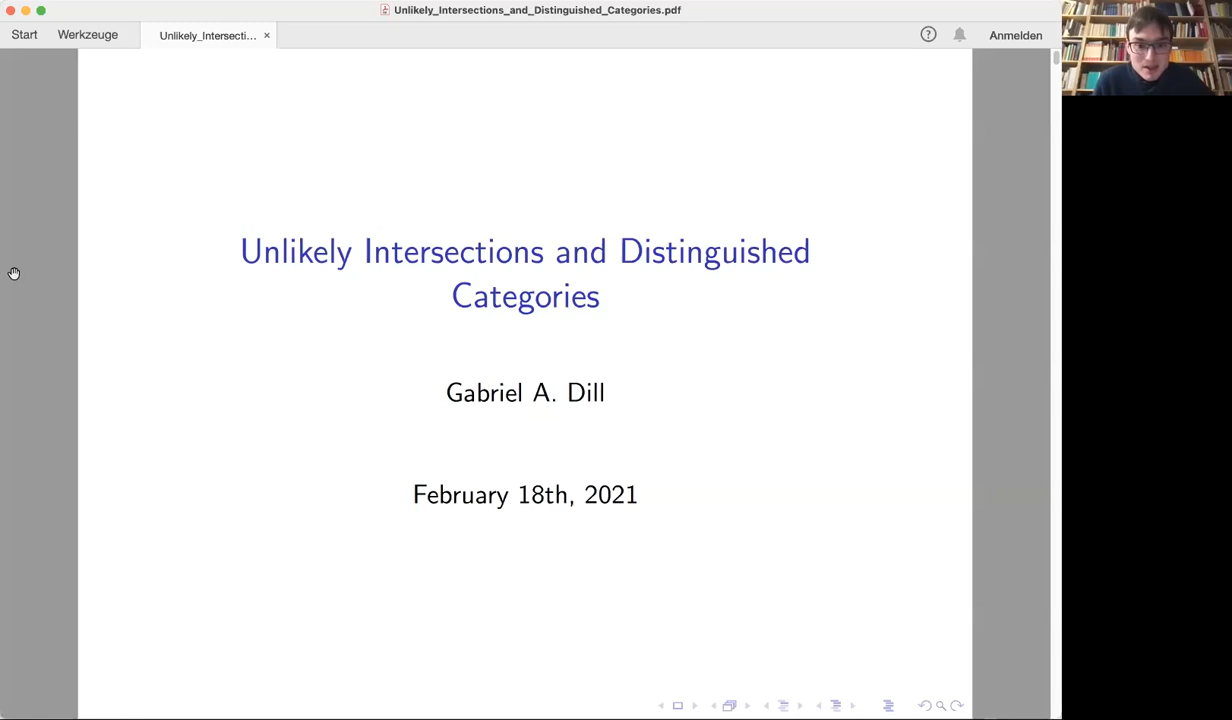 Unlikely_Intersections_and_Distinguished_Categories.pdf
Start Werkzeuge Unlikely_Intersecti... × ? Anmelden
Unlikely Intersections and Distinguished
Categories
Gabriel A. Dill
February 18th, 2021